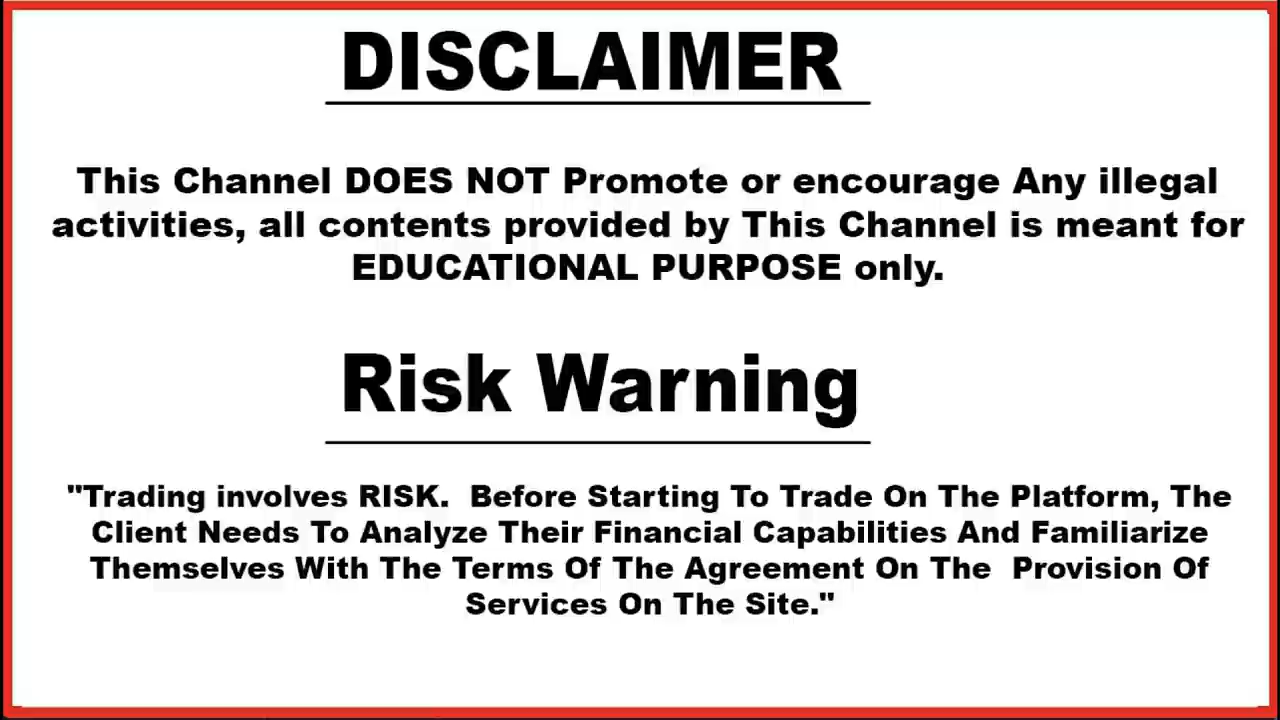 DISCLAIMER
This Channel DOES NOT Promote or encourage Any illegal
activities, all contents provided by This Channel is meant for
EDUCATIONAL PURPOSE only.
Risk Warning
"Trading involves RISK.  Before Starting To Trade On The Platform, The
Client Needs To Analyze Their Financial Capabilities And Familiarize
Themselves With The Terms Of The Agreement On The  Provision Of
Services On The Site."